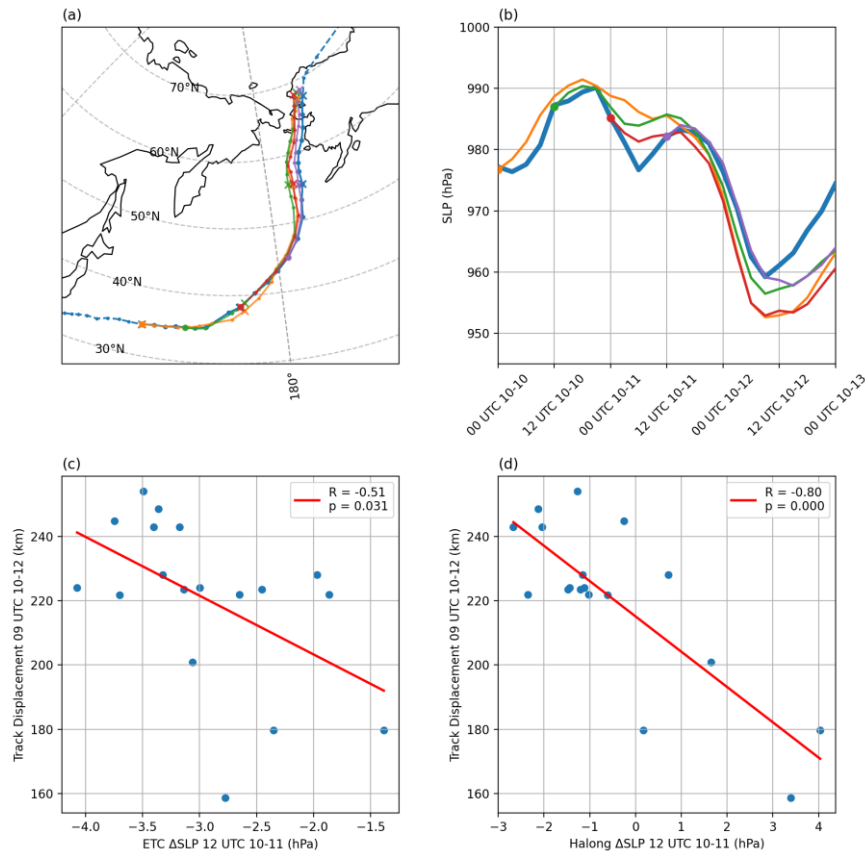 (a)
70°N
60°N
50°N
40°N
30°N
180°
(b)
1000
990
980
970
960
950
SLP (hPa)
00 UTC 10-10
12 UTC 10-10
00 UTC 10-11
12 UTC 10-11
00 UTC 10-12
12 UTC 10-12
00 UTC 10-13
(c)
R = -0.51
p = 0.031
240
220
200
180
160
Track Displacement 09 UTC 10-12 (km)
−4.0 −3.5 −3.0 −2.5 −2.0 −1.5
ETC ΔSLP 12 UTC 10-11 (hPa)
(d)
R = -0.80
p = 0.000
240
220
200
180
160
Track Displacement 09 UTC 10-12 (km)
−3 −2 −1 0 1 2 3 4
Halong ΔSLP 12 UTC 10-11 (hPa)